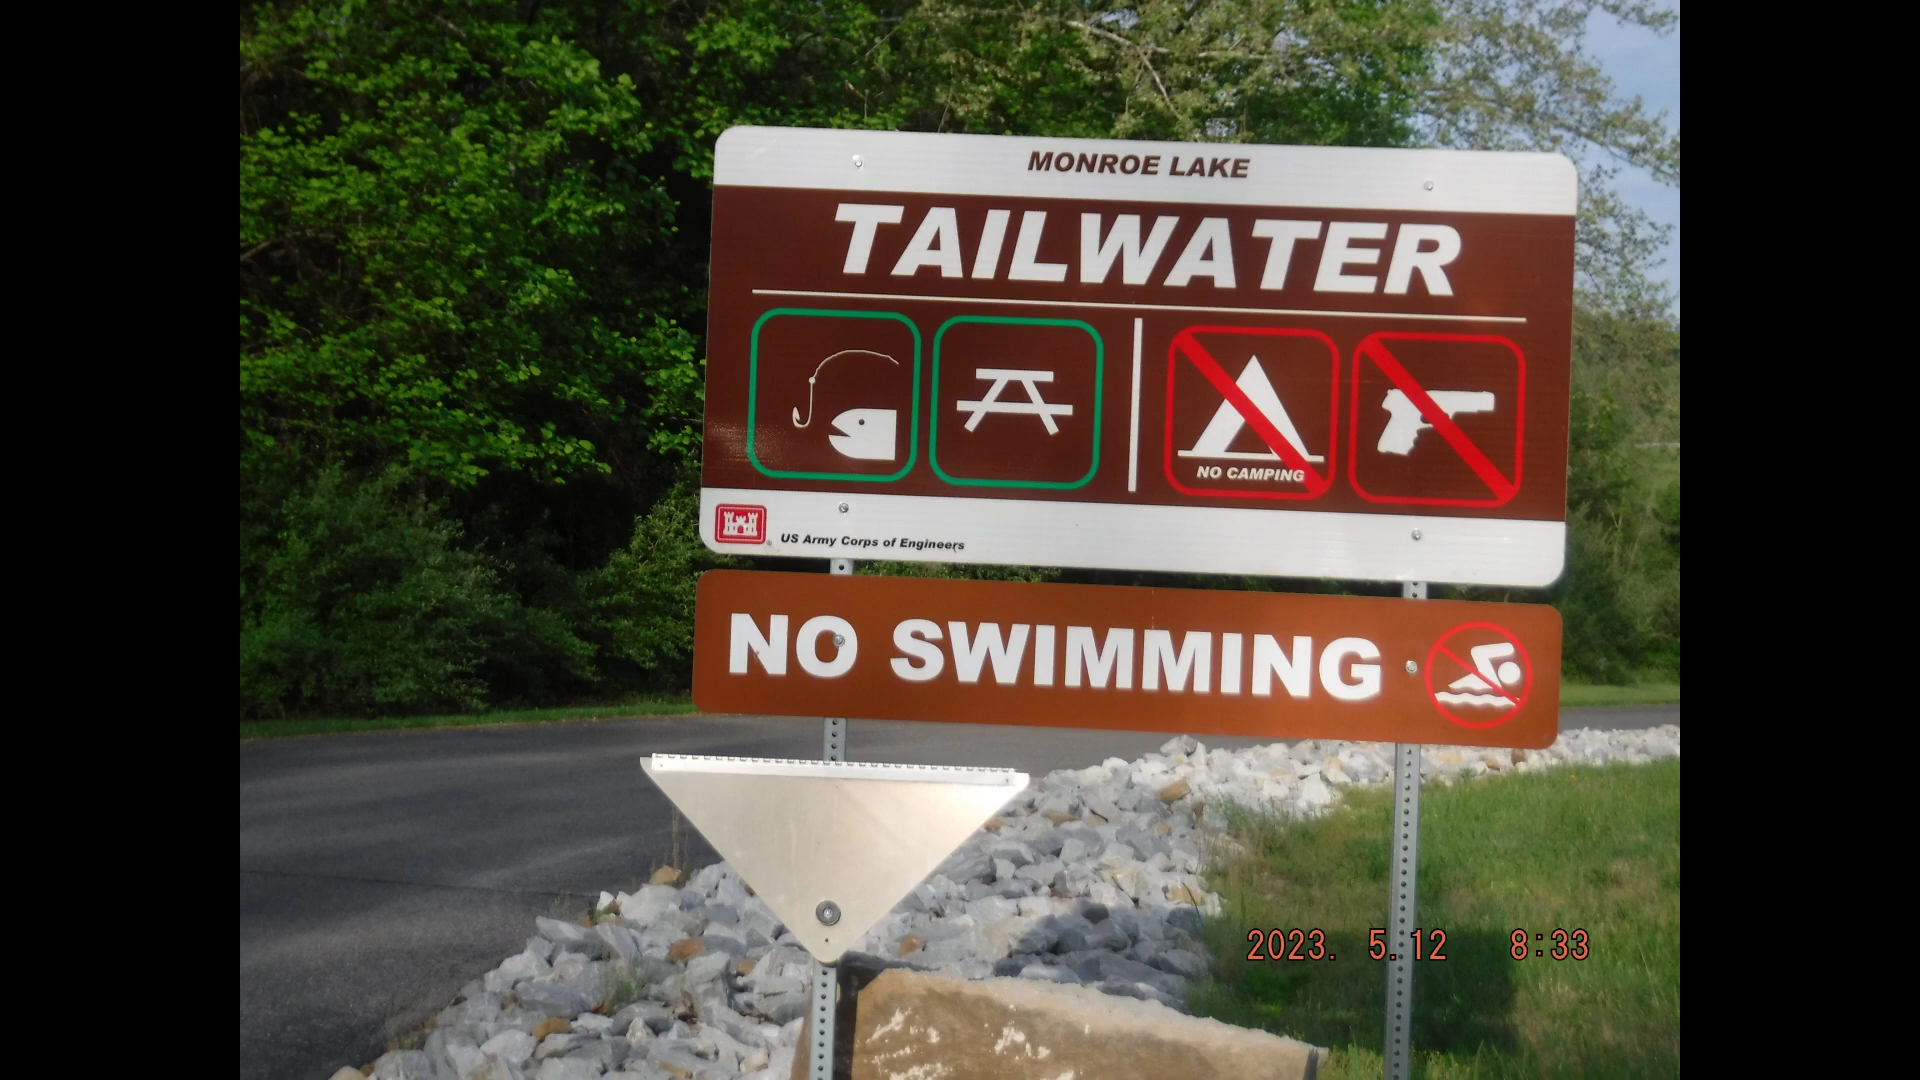 MONROE LAKE
TAILWATER
NO CAMPING
US Army Corps of Engineers
NO SWIMMING
2023. 5.12 8:33